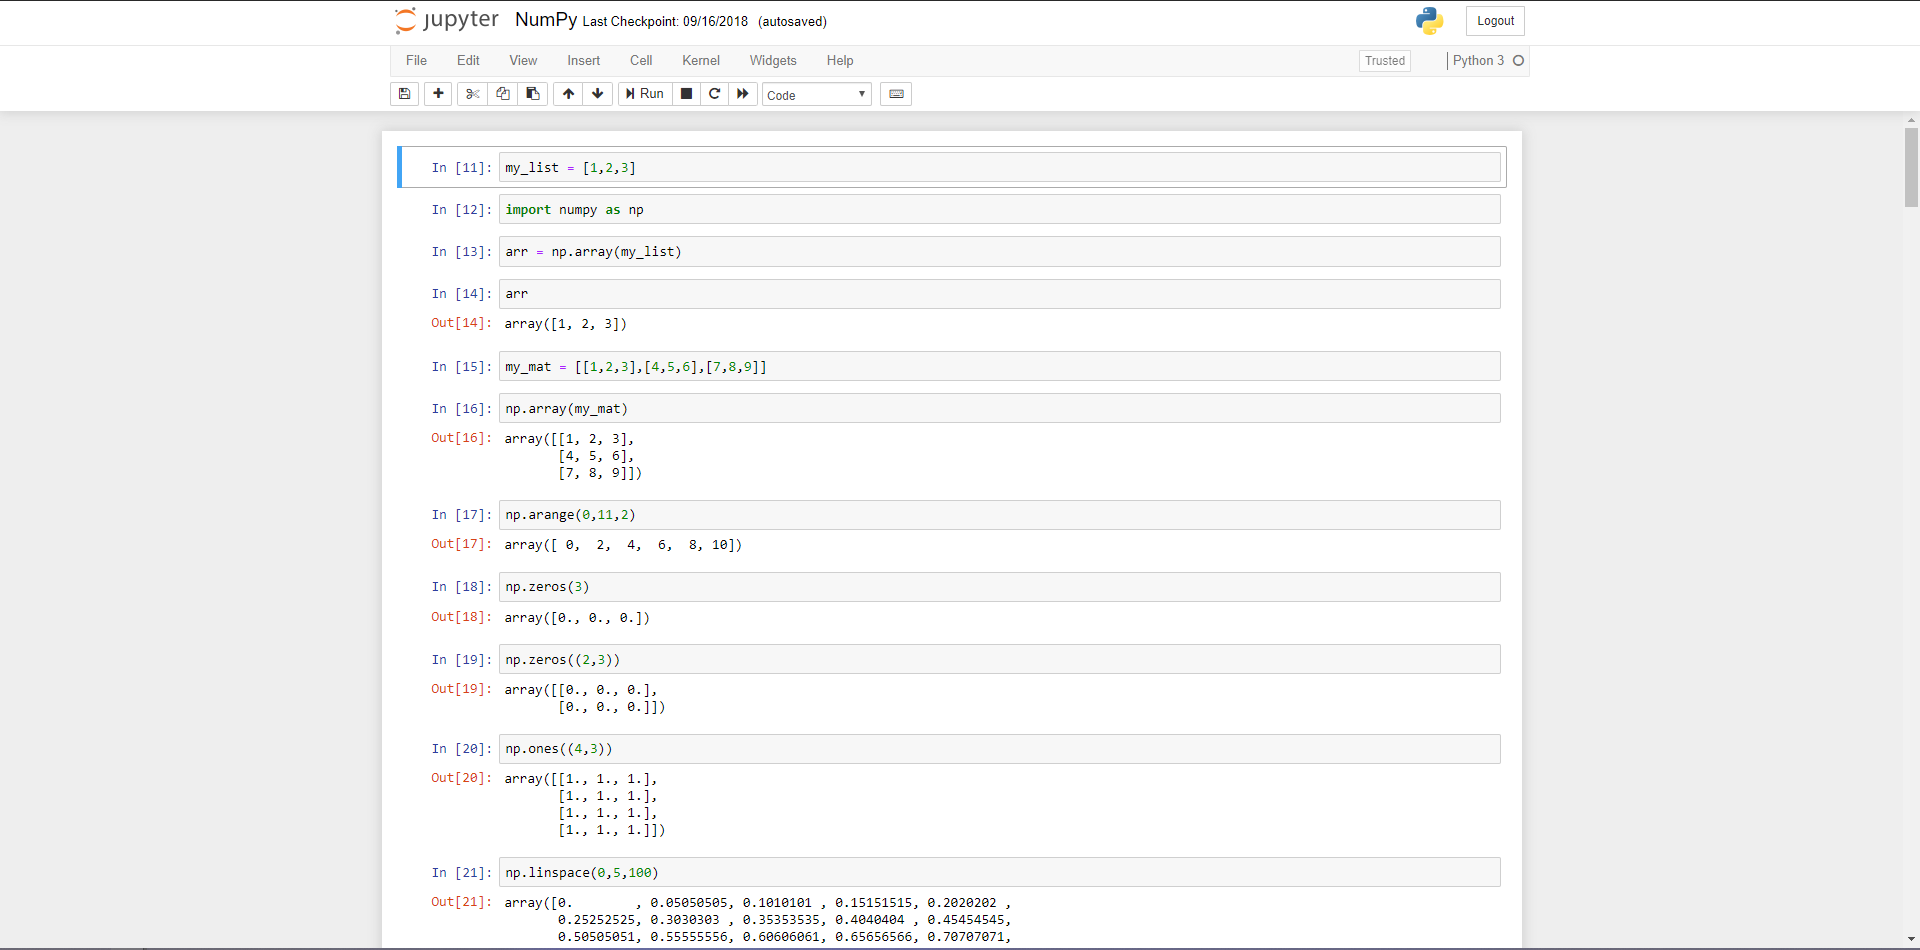 jupyter NumPy Last Checkpoint: 09/16/2018 (autosaved) Logout
File Edit View Insert Cell Kernel Widgets Help Trusted Python 3
Run Code
In [11]: my_list = [1,2,3]
In [12]: import numpy as np
In [13]: arr = np.array(my_list)
In [14]: arr
Out[14]: array([1, 2, 3])
In [15]: my_mat = [[1,2,3],[4,5,6],[7,8,9]]
In [16]: np.array(my_mat)
Out[16]: array([[1, 2, 3],
[4, 5, 6],
[7, 8, 9]])
In [17]: np.arange(0,11,2)
Out[17]: array([ 0,  2,  4,  6,  8, 10])
In [18]: np.zeros(3)
Out[18]: array([0., 0., 0.])
In [19]: np.zeros((2,3))
Out[19]: array([[0., 0., 0.],
[0., 0., 0.]])
In [20]: np.ones((4,3))
Out[20]: array([[1., 1., 1.],
[1., 1., 1.],
[1., 1., 1.],
[1., 1., 1.]])
In [21]: np.linspace(0,5,100)
Out[21]: array([0.        , 0.05050505, 0.1010101 , 0.15151515, 0.2020202 ,
0.25252525, 0.3030303 , 0.35353535, 0.4040404 , 0.45454545,
0.50505051, 0.55555556, 0.60606061, 0.65656566, 0.70707071,